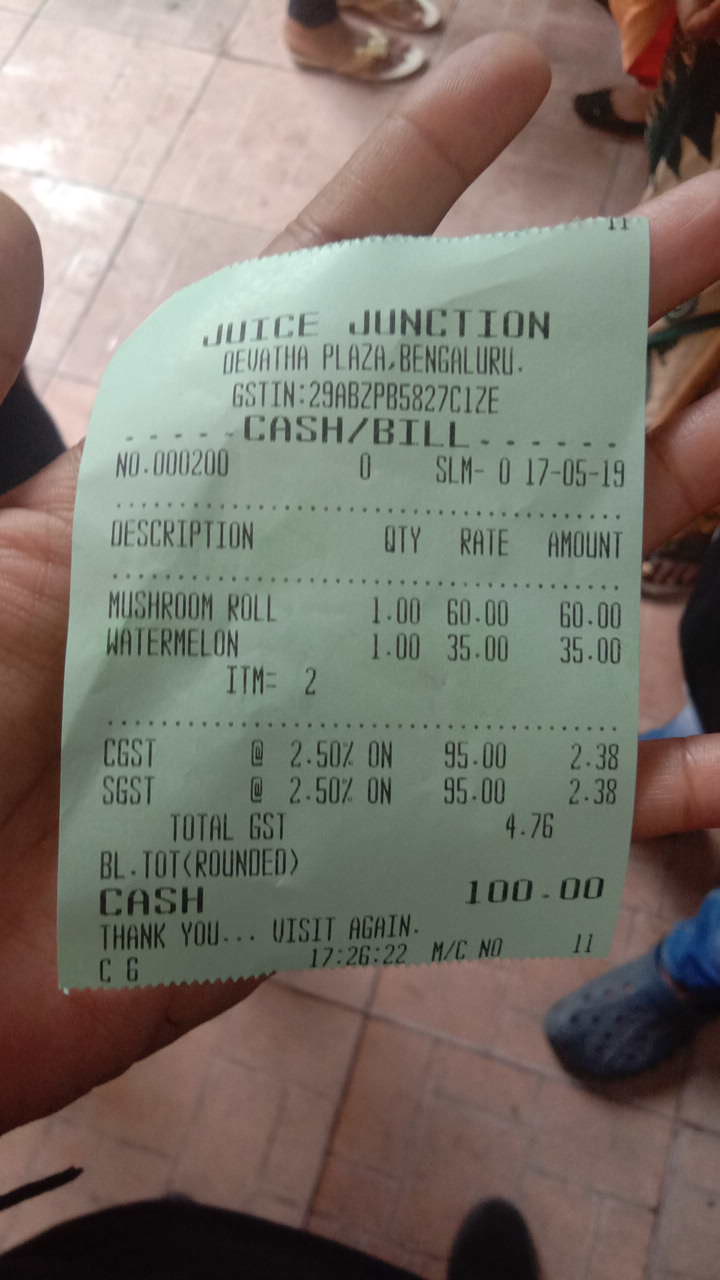 11
JUICE JUNCTION
DEVATHA PLAZA,BENGALURU.
GSTIN:29ABZPB5827C1ZE
-----CASH/BILL------
NO.000200 0 SLM- 0 17-05-19
DESCRIPTION QTY RATE AMOUNT
MUSHROOM ROLL 1.00 60.00 60.00
WATERMELON 1.00 35.00 35.00
ITM= 2
CGST @ 2.50% ON 95.00 2.38
SGST @ 2.50% ON 95.00 2.38
TOTAL GST 4.76
BL.TOT(ROUNDED)
CASH 100.00
THANK YOU... VISIT AGAIN.
C G 17:26:22 M/C NO 11